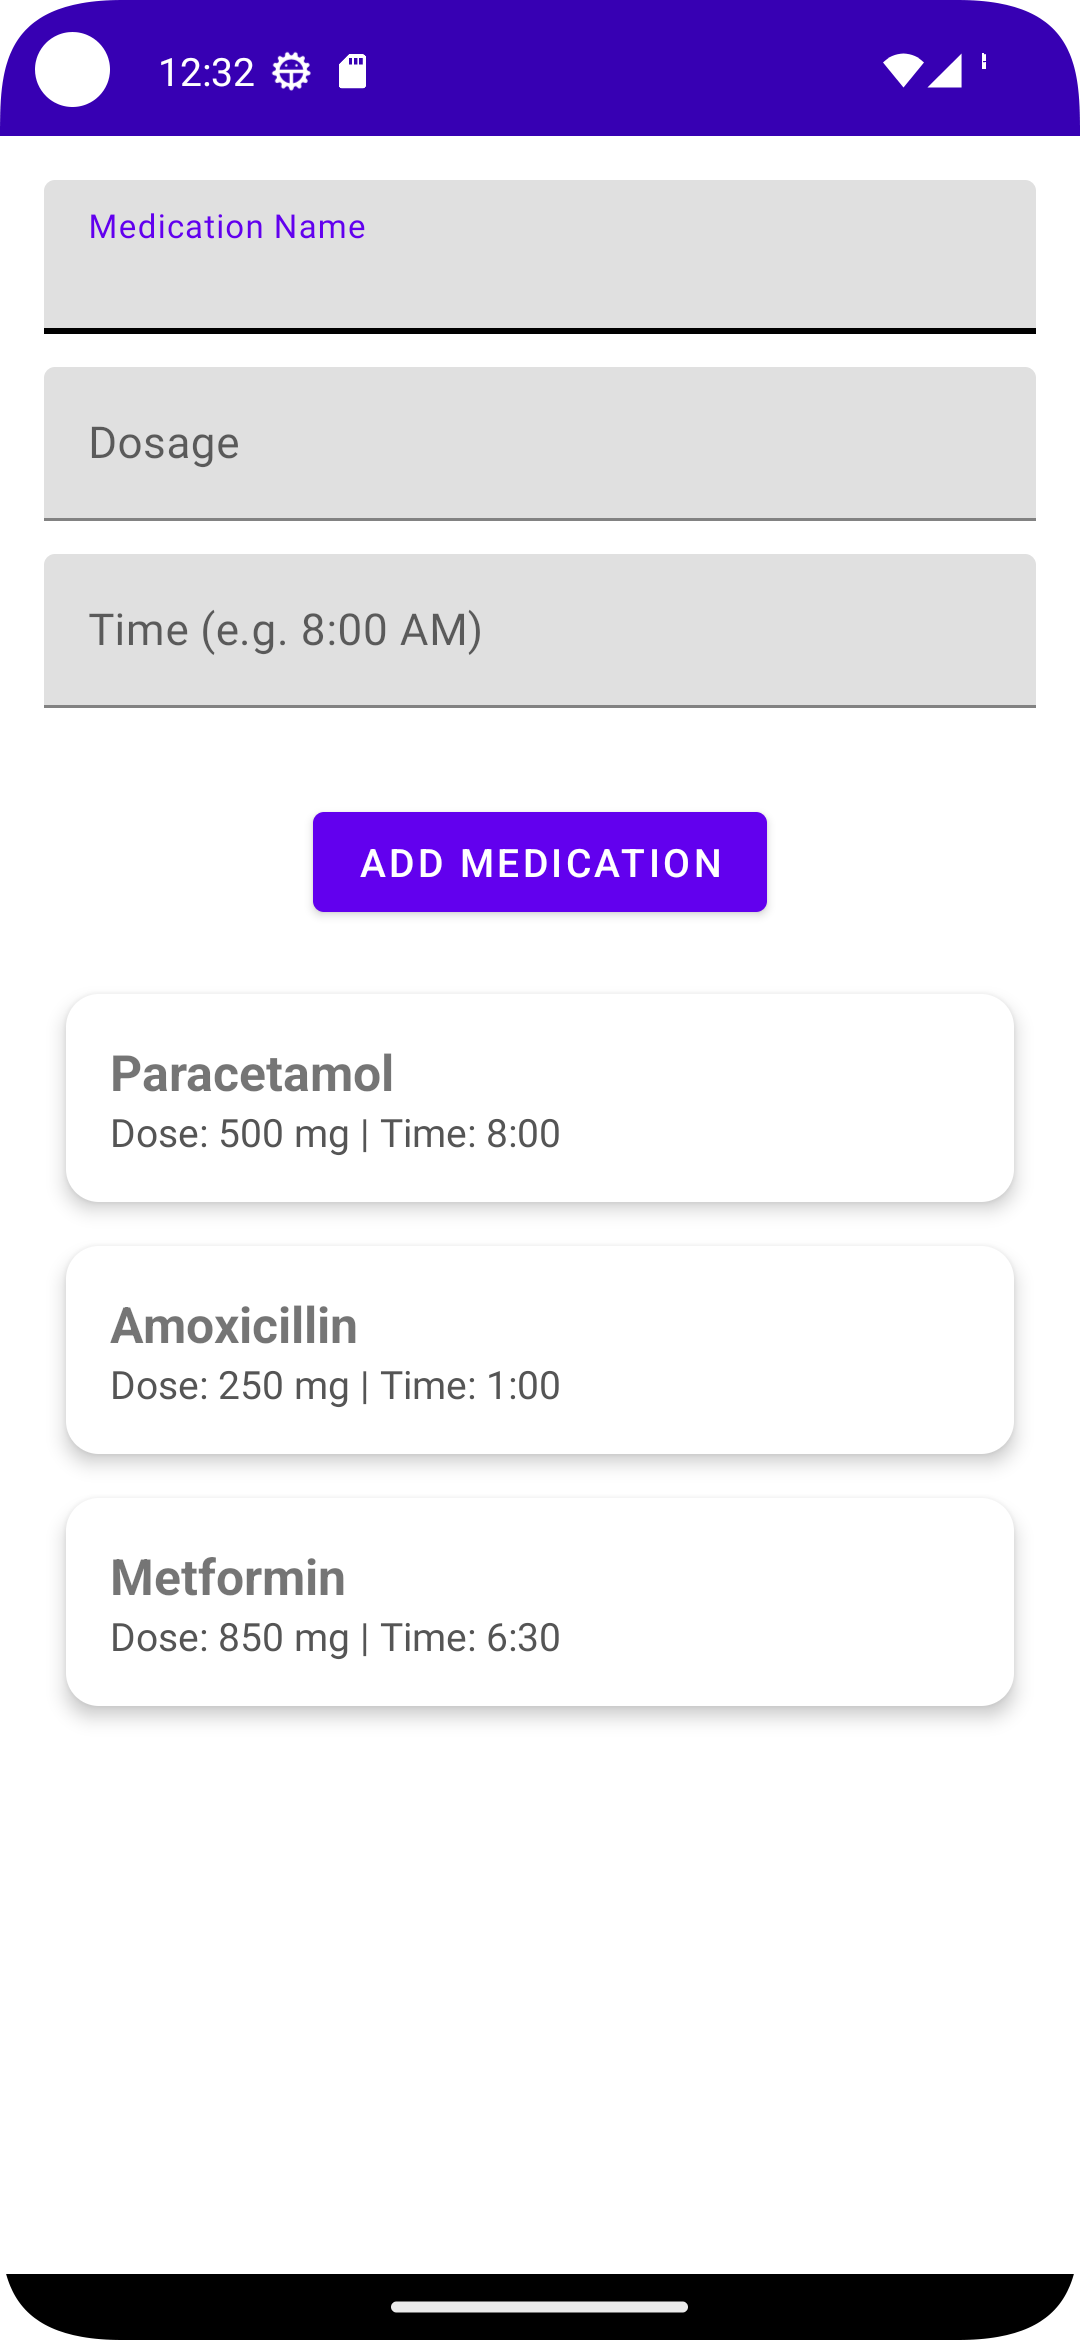 12:32
Medication Name
Dosage
Time (e.g. 8:00 AM)
ADD MEDICATION
Paracetamol
Dose: 500 mg | Time: 8:00
Amoxicillin
Dose: 250 mg | Time: 1:00
Metformin
Dose: 850 mg | Time: 6:30